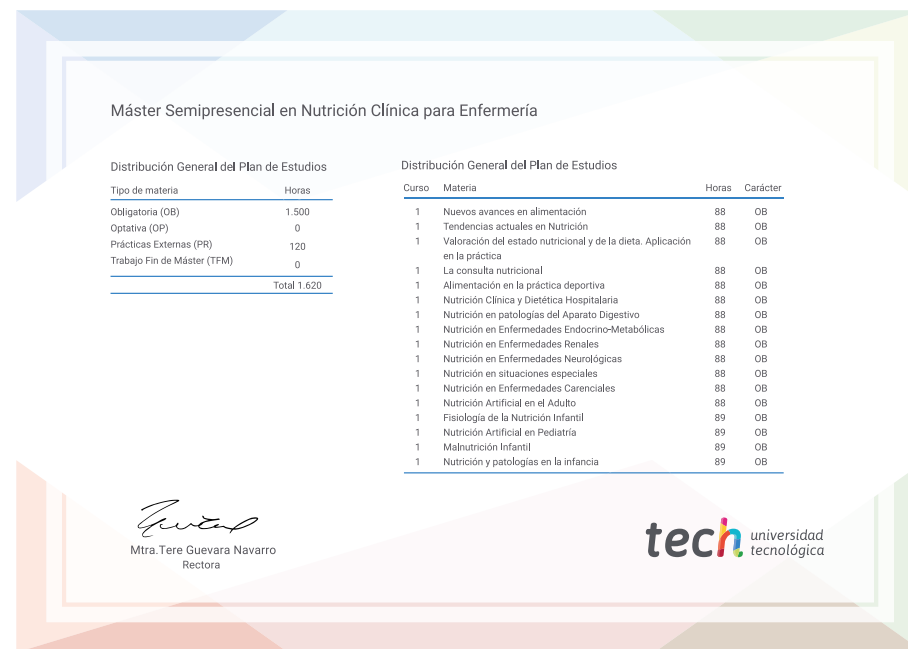 Máster Semipresencial en Nutrición Clínica para Enfermería
Distribución General del Plan de Estudios
Tipo de materia Horas
Obligatoria (OB) 1.500
Optativa (OP) 0
Prácticas Externas (PR) 120
Trabajo Fin de Máster (TFM) 0
Total 1.620
Distribución General del Plan de Estudios
Curso Materia Horas Carácter
1 Nuevos avances en alimentación 88 OB
1 Tendencias actuales en Nutrición 88 OB
1 Valoración del estado nutricional y de la dieta. Aplicación 88 OB
en la práctica
1 La consulta nutricional 88 OB
1 Alimentación en la práctica deportiva 88 OB
1 Nutrición Clínica y Dietética Hospitalaria 88 OB
1 Nutrición en patologías del Aparato Digestivo 88 OB
1 Nutrición en Enfermedades Endocrino-Metabólicas 88 OB
1 Nutrición en Enfermedades Renales 88 OB
1 Nutrición en Enfermedades Neurológicas 88 OB
1 Nutrición en situaciones especiales 88 OB
1 Nutrición en Enfermedades Carenciales 88 OB
1 Nutrición Artificial en el Adulto 88 OB
1 Fisiología de la Nutrición Infantil 89 OB
1 Nutrición Artificial en Pediatría 89 OB
1 Malnutrición Infantil 89 OB
1 Nutrición y patologías en la infancia 89 OB
Mtra.Tere Guevara Navarro
Rectora
tech universidad
tecnológica